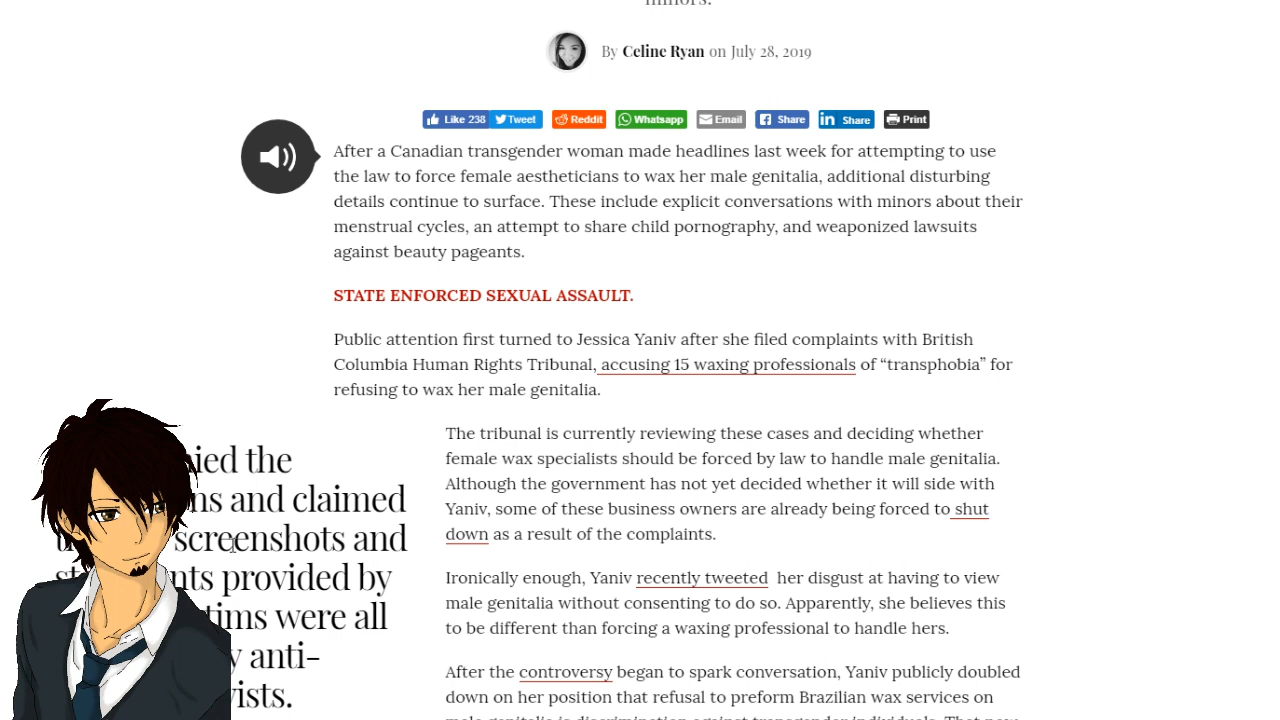 minors.
By Celine Ryan on July 28, 2019
Like 238 Tweet Reddit Whatsapp Email Share Share Print
After a Canadian transgender woman made headlines last week for attempting to use
the law to force female aestheticians to wax her male genitalia, additional disturbing
details continue to surface. These include explicit conversations with minors about their
menstrual cycles, an attempt to share child pornography, and weaponized lawsuits
against beauty pageants.
STATE ENFORCED SEXUAL ASSAULT.
Public attention first turned to Jessica Yaniv after she filed complaints with British
Columbia Human Rights Tribunal, accusing 15 waxing professionals of “transphobia” for
refusing to wax her male genitalia.
the
and claimed
screenshots and
provided by
were all
anti-
The tribunal is currently reviewing these cases and deciding whether
female wax specialists should be forced by law to handle male genitalia.
Although the government has not yet decided whether it will side with
Yaniv, some of these business owners are already being forced to shut
down as a result of the complaints.
Ironically enough, Yaniv recently tweeted her disgust at having to view
male genitalia without consenting to do so. Apparently, she believes this
to be different than forcing a waxing professional to handle hers.
After the controversy began to spark conversation, Yaniv publicly doubled
down on her position that refusal to preform Brazilian wax services on
male genitalia is discrimination against transgender individuals. That now